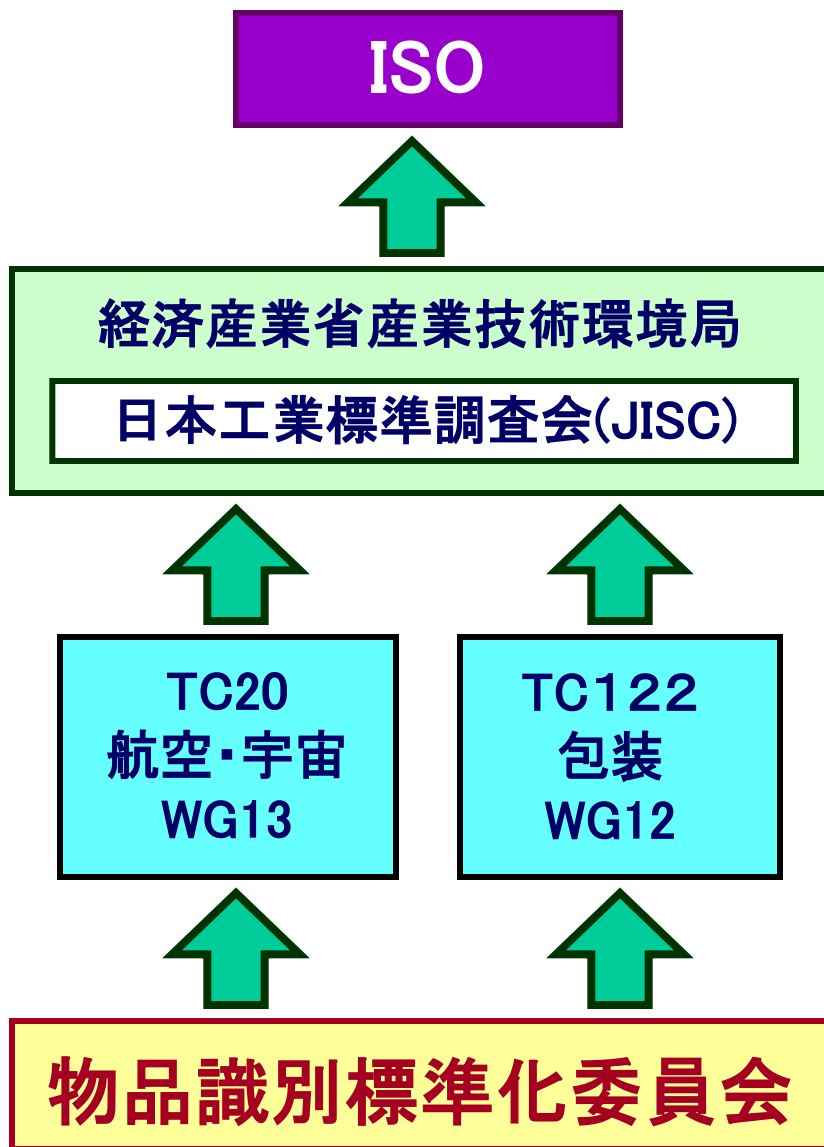 ISO
経済産業省産業技術環境局
日本工業標準調査会(JISC)
TC20
航空・宇宙
WG13
TC122
包装
WG12
物品識別標準化委員会